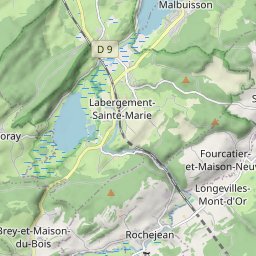 Malbuisson
D 9
Labergement-
Sainte-Marie
oray
Fourcatier-
et-Maison-Neuv
Longevilles-
Mont-d'Or
Brey-et-Maison-
du-Bois
Rochejean